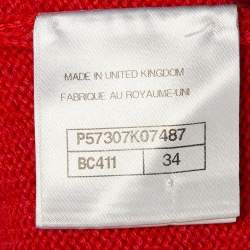 MADE IN UNITED KINGDOM
FABRIQUE AU ROYAUME-UNI
P57307K07487
BC411 34